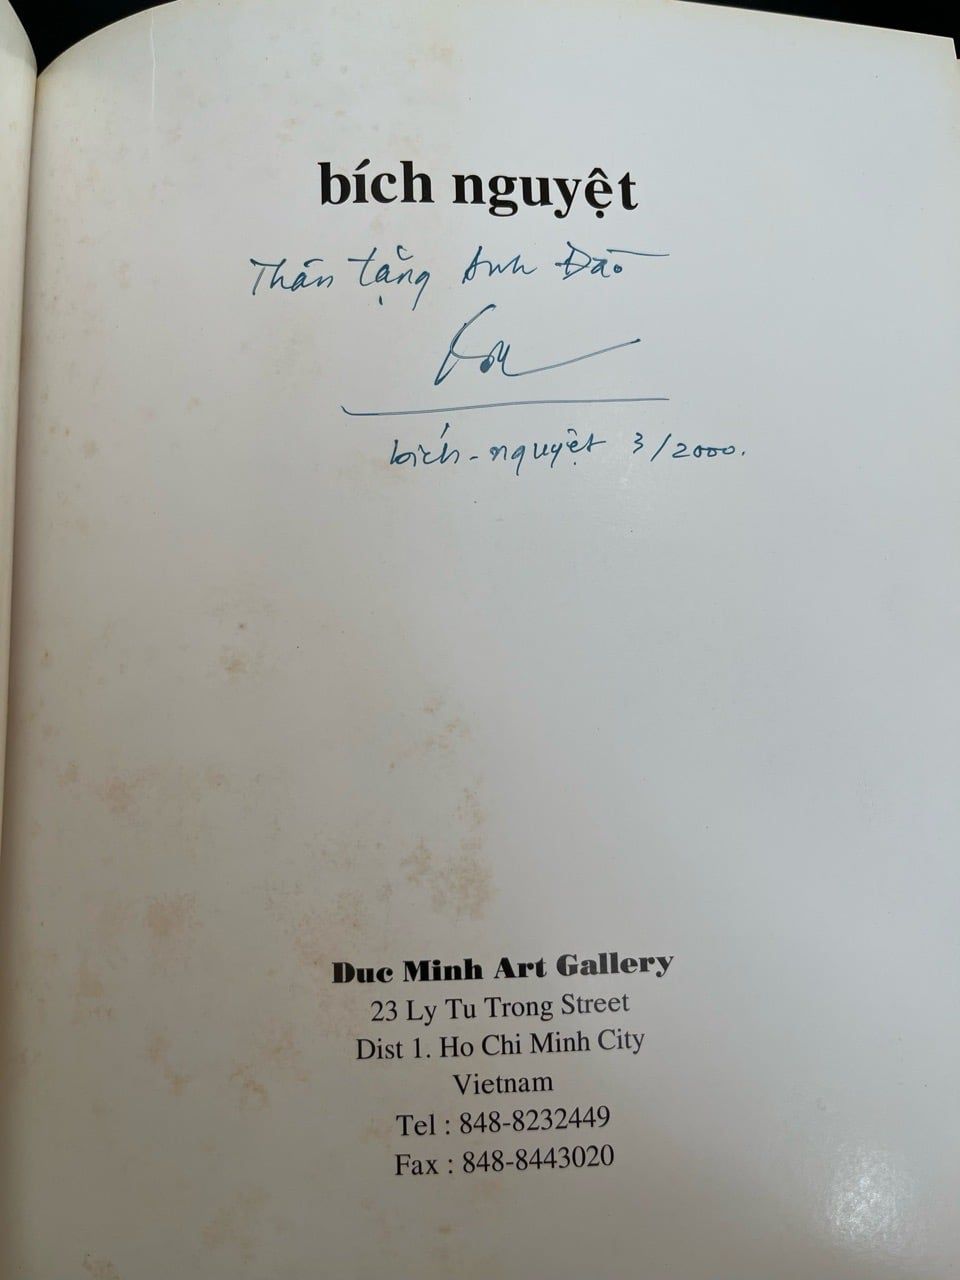 bích nguyệt
Thân tặng Anh Đào
bích-nguyệt 3/2000.
Duc Minh Art Gallery
23 Ly Tu Trong Street
Dist 1. Ho Chi Minh City
Vietnam
Tel : 848-8232449
Fax : 848-8443020